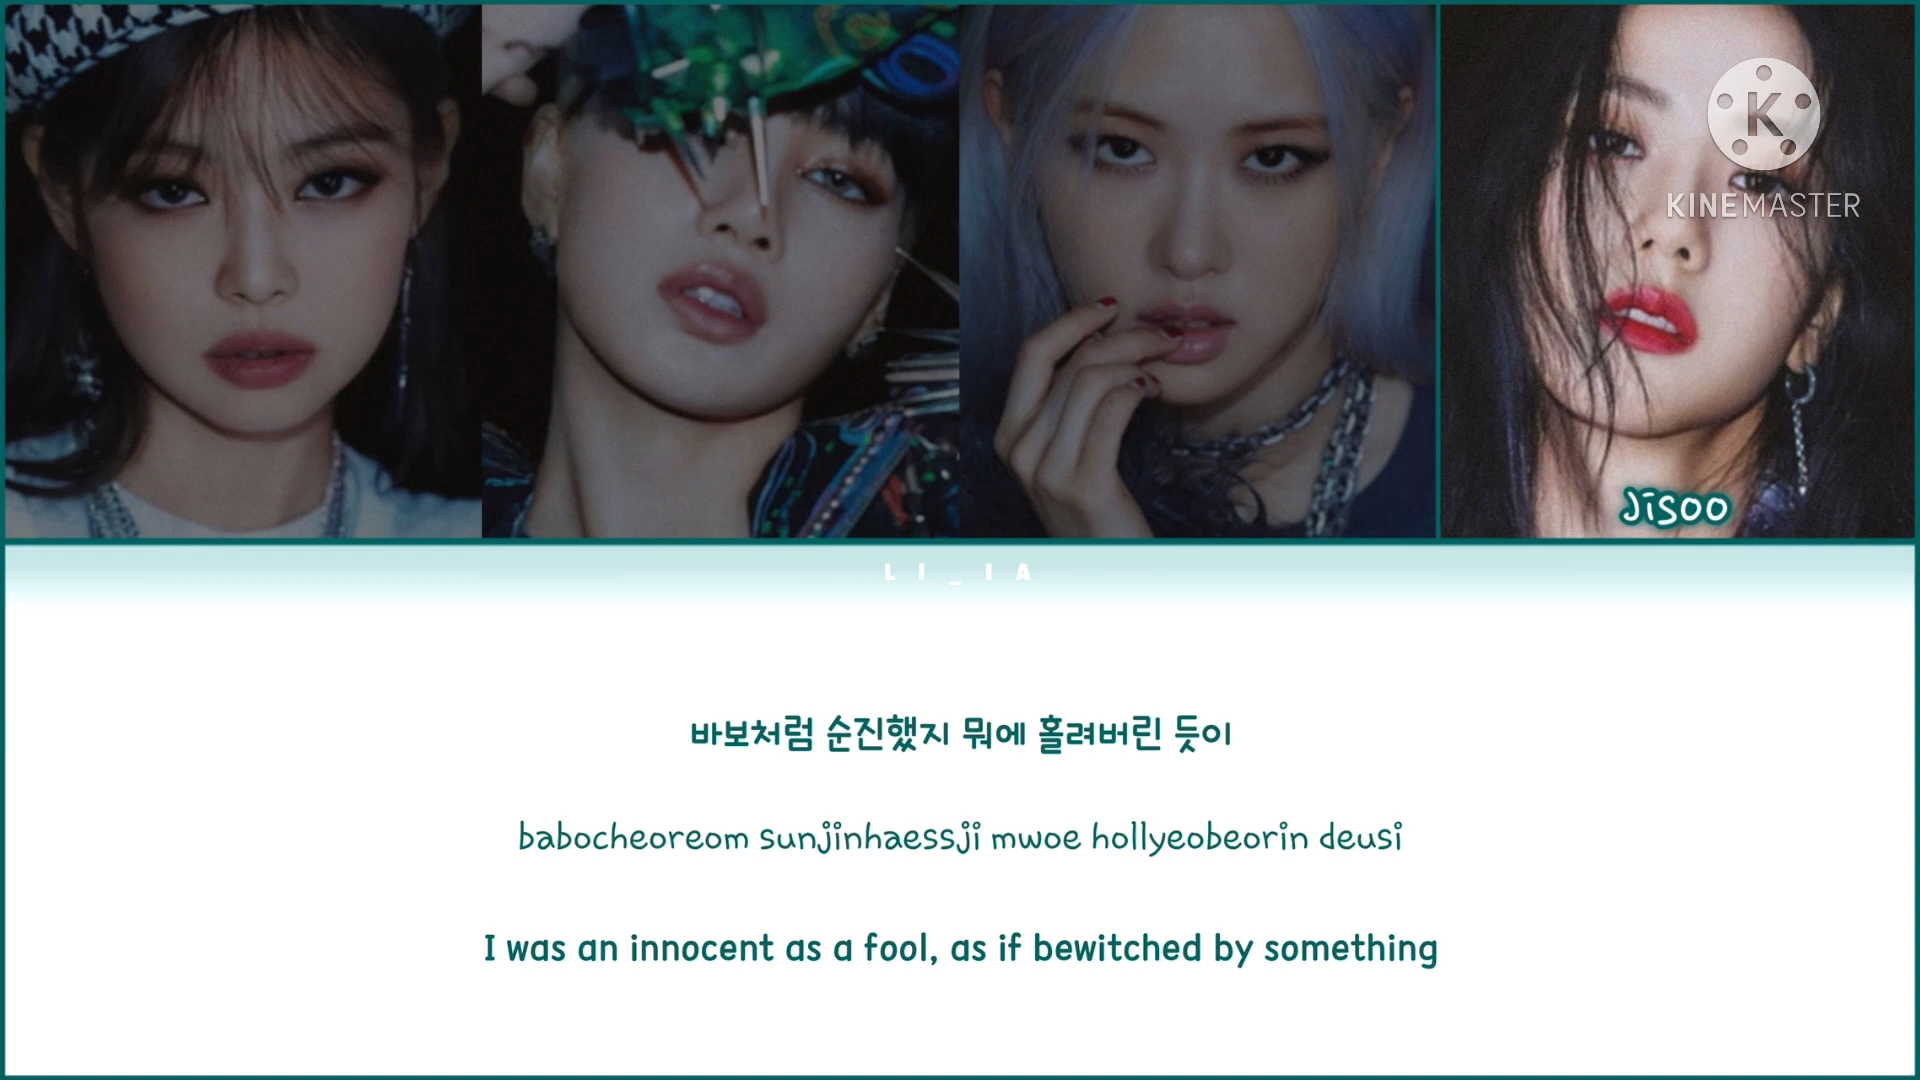 K
KINEMASTER
Jisoo
L I _ I A
바보처럼 순진했지 뭐에 홀려버린 듯이
babocheoreom sunjinhaessji mwoe hollyeobeorin deusi
I was an innocent as a fool, as if bewitched by something